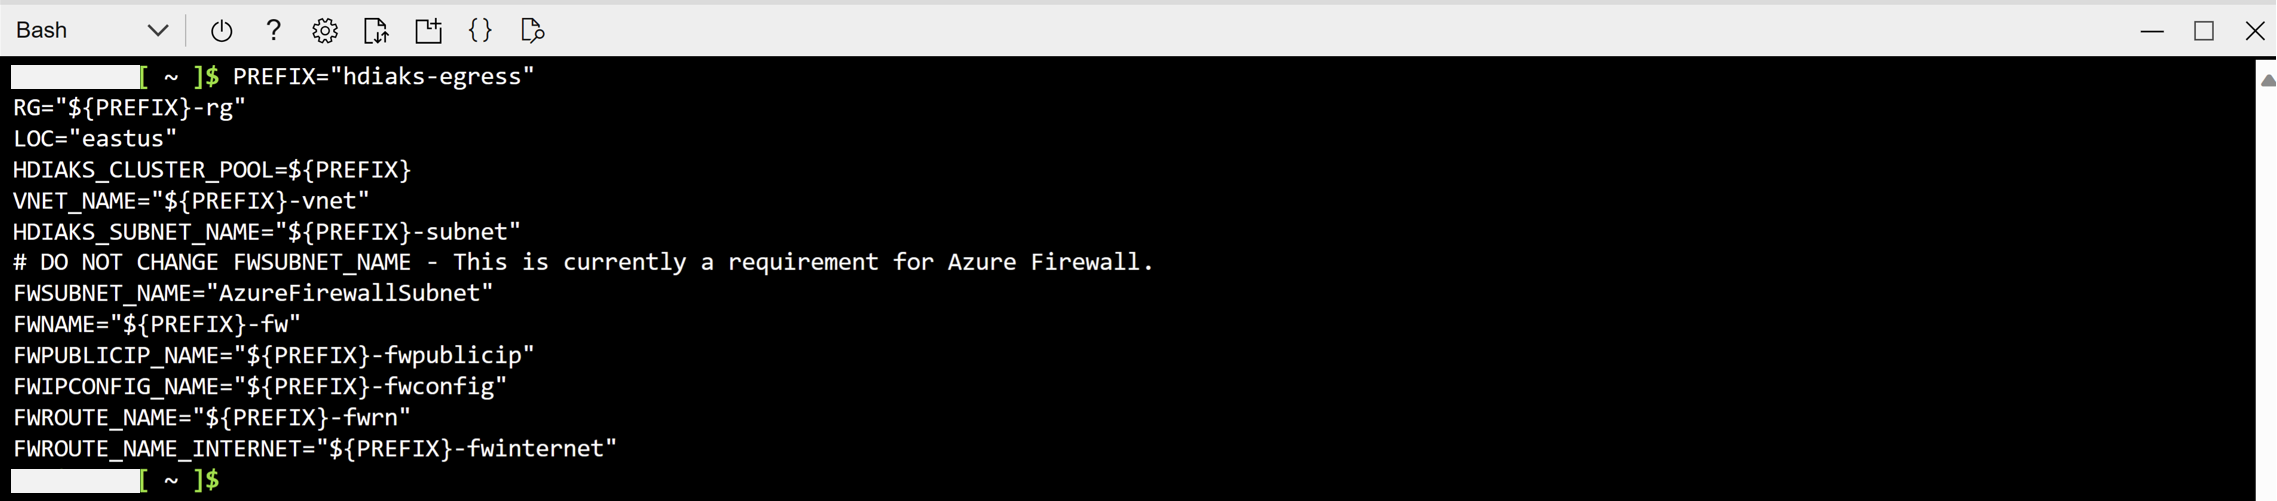 Bash ? {}
[ ~ ]$ PREFIX="hdiaks-egress"
RG="${PREFIX}-rg"
LOC="eastus"
HDIAKS_CLUSTER_POOL=${PREFIX}
VNET_NAME="${PREFIX}-vnet"
HDIAKS_SUBNET_NAME="${PREFIX}-subnet"
# DO NOT CHANGE FWSUBNET_NAME - This is currently a requirement for Azure Firewall.
FWSUBNET_NAME="AzureFirewallSubnet"
FWNAME="${PREFIX}-fw"
FWPUBLICIP_NAME="${PREFIX}-fwpublicip"
FWIPCONFIG_NAME="${PREFIX}-fwconfig"
FWROUTE_NAME="${PREFIX}-fwrn"
FWROUTE_NAME_INTERNET="${PREFIX}-fwinternet"
[ ~ ]$